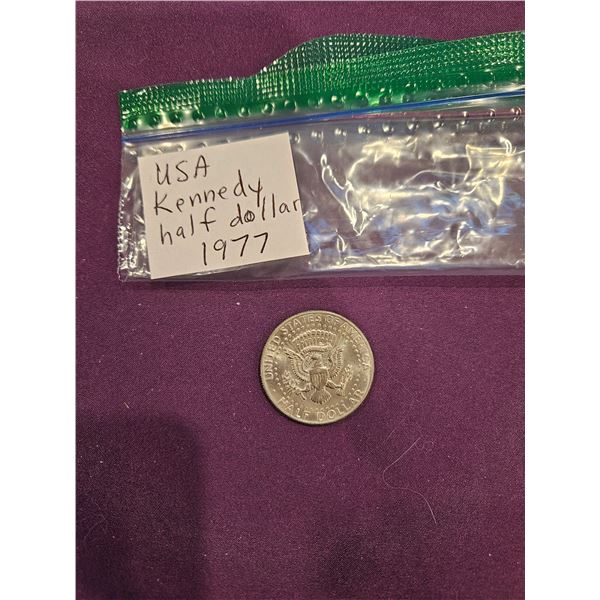 USA
Kennedy
half dollar
1977
UNITED STATES OF AMERICA
HALF DOLLAR